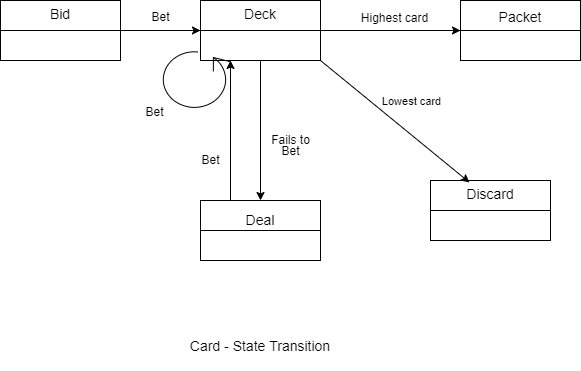 Bid
Bet
Deck
Highest card
Packet
Bet
Lowest card
Bet
Fails to
Bet
Discard
Deal
Card - State Transition